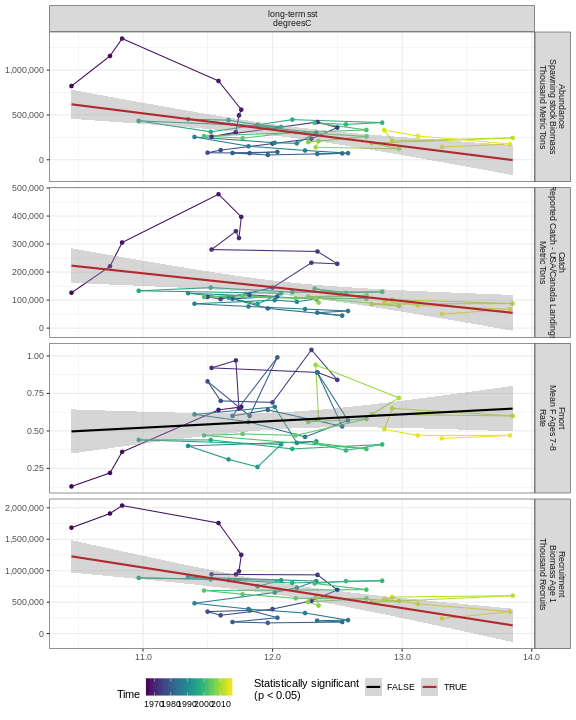 long-term sst
degreesC
1,000,000
500,000
0
Abundance
Spawning stock Biomass
Thousand Metric Tons
500,000
400,000
300,000
200,000
100,000
0
Catch
Reported Catch - USA/Canada Landings
Metric Tons
1.00
0.75
0.50
0.25
Fmort
Mean F Ages 7-8
Rate
2,000,000
1,500,000
1,000,000
500,000
0
Recruitment
Biomass Age 1
Thousand Recruits
11.0 12.0 13.0 14.0
Time
1970 1980 1990 2000 2010
Statistically significant
(p < 0.05)
FALSE TRUE